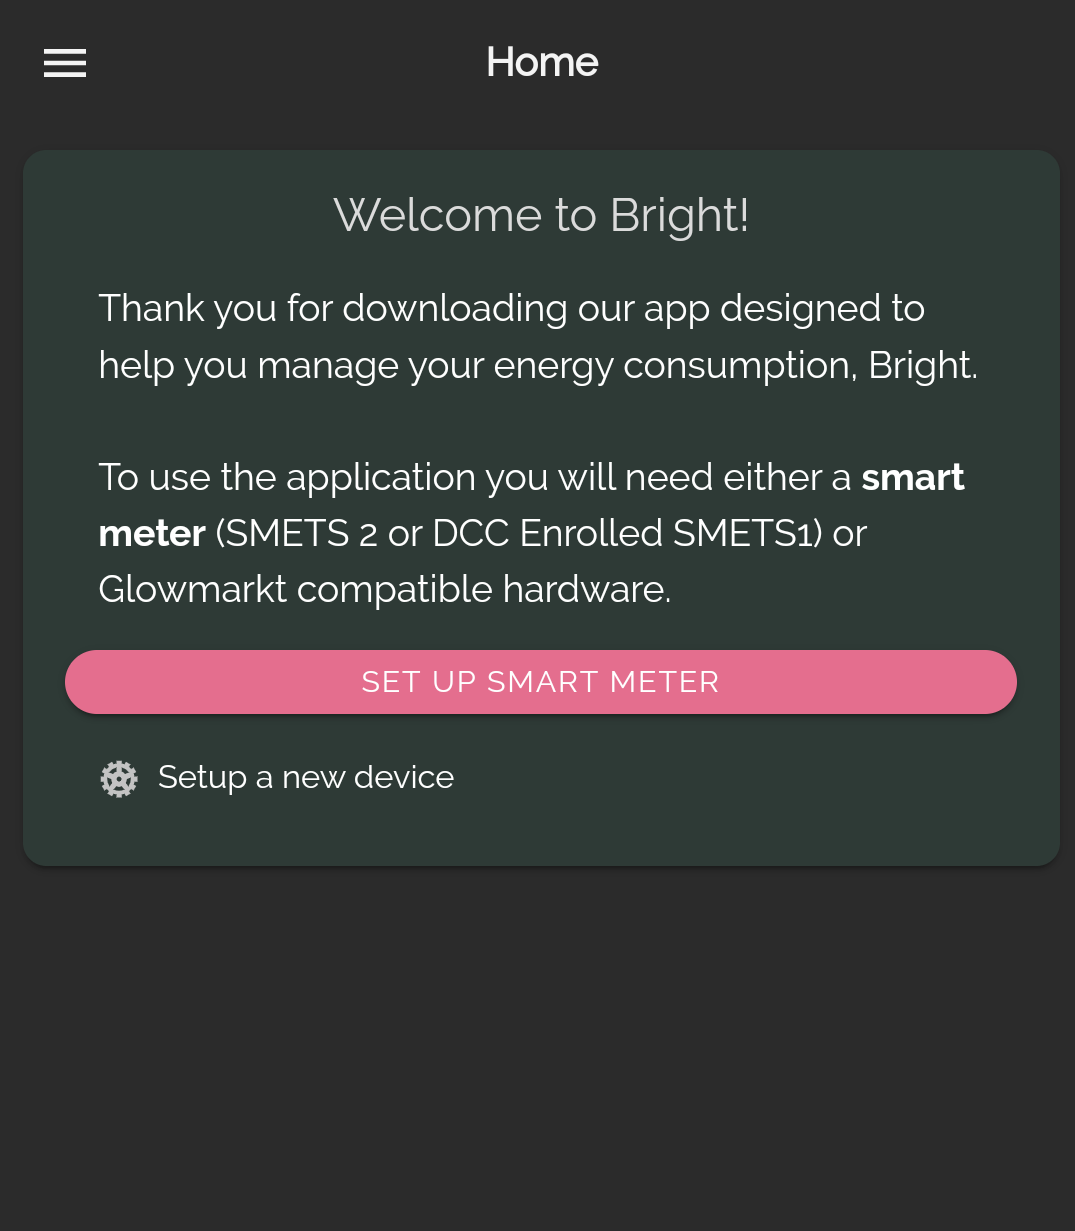 Home
Welcome to Bright!
Thank you for downloading our app designed to
help you manage your energy consumption, Bright.
To use the application you will need either a smart
meter (SMETS 2 or DCC Enrolled SMETS1) or
Glowmarkt compatible hardware.
SET UP SMART METER
Setup a new device